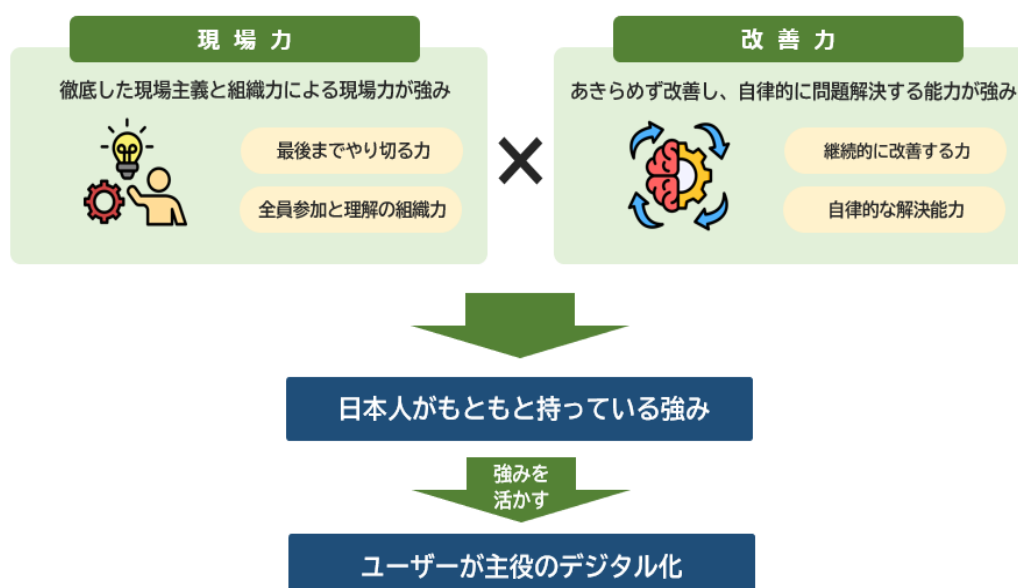 現場力
徹底した現場主義と組織力による現場力が強み
最後までやり切る力
全員参加と理解の組織力
×
改善力
あきらめず改善し、自律的に問題解決する能力が強み
継続的に改善する力
自律的な解決能力
日本人がもともと持っている強み
強みを
活かす
ユーザーが主役のデジタル化